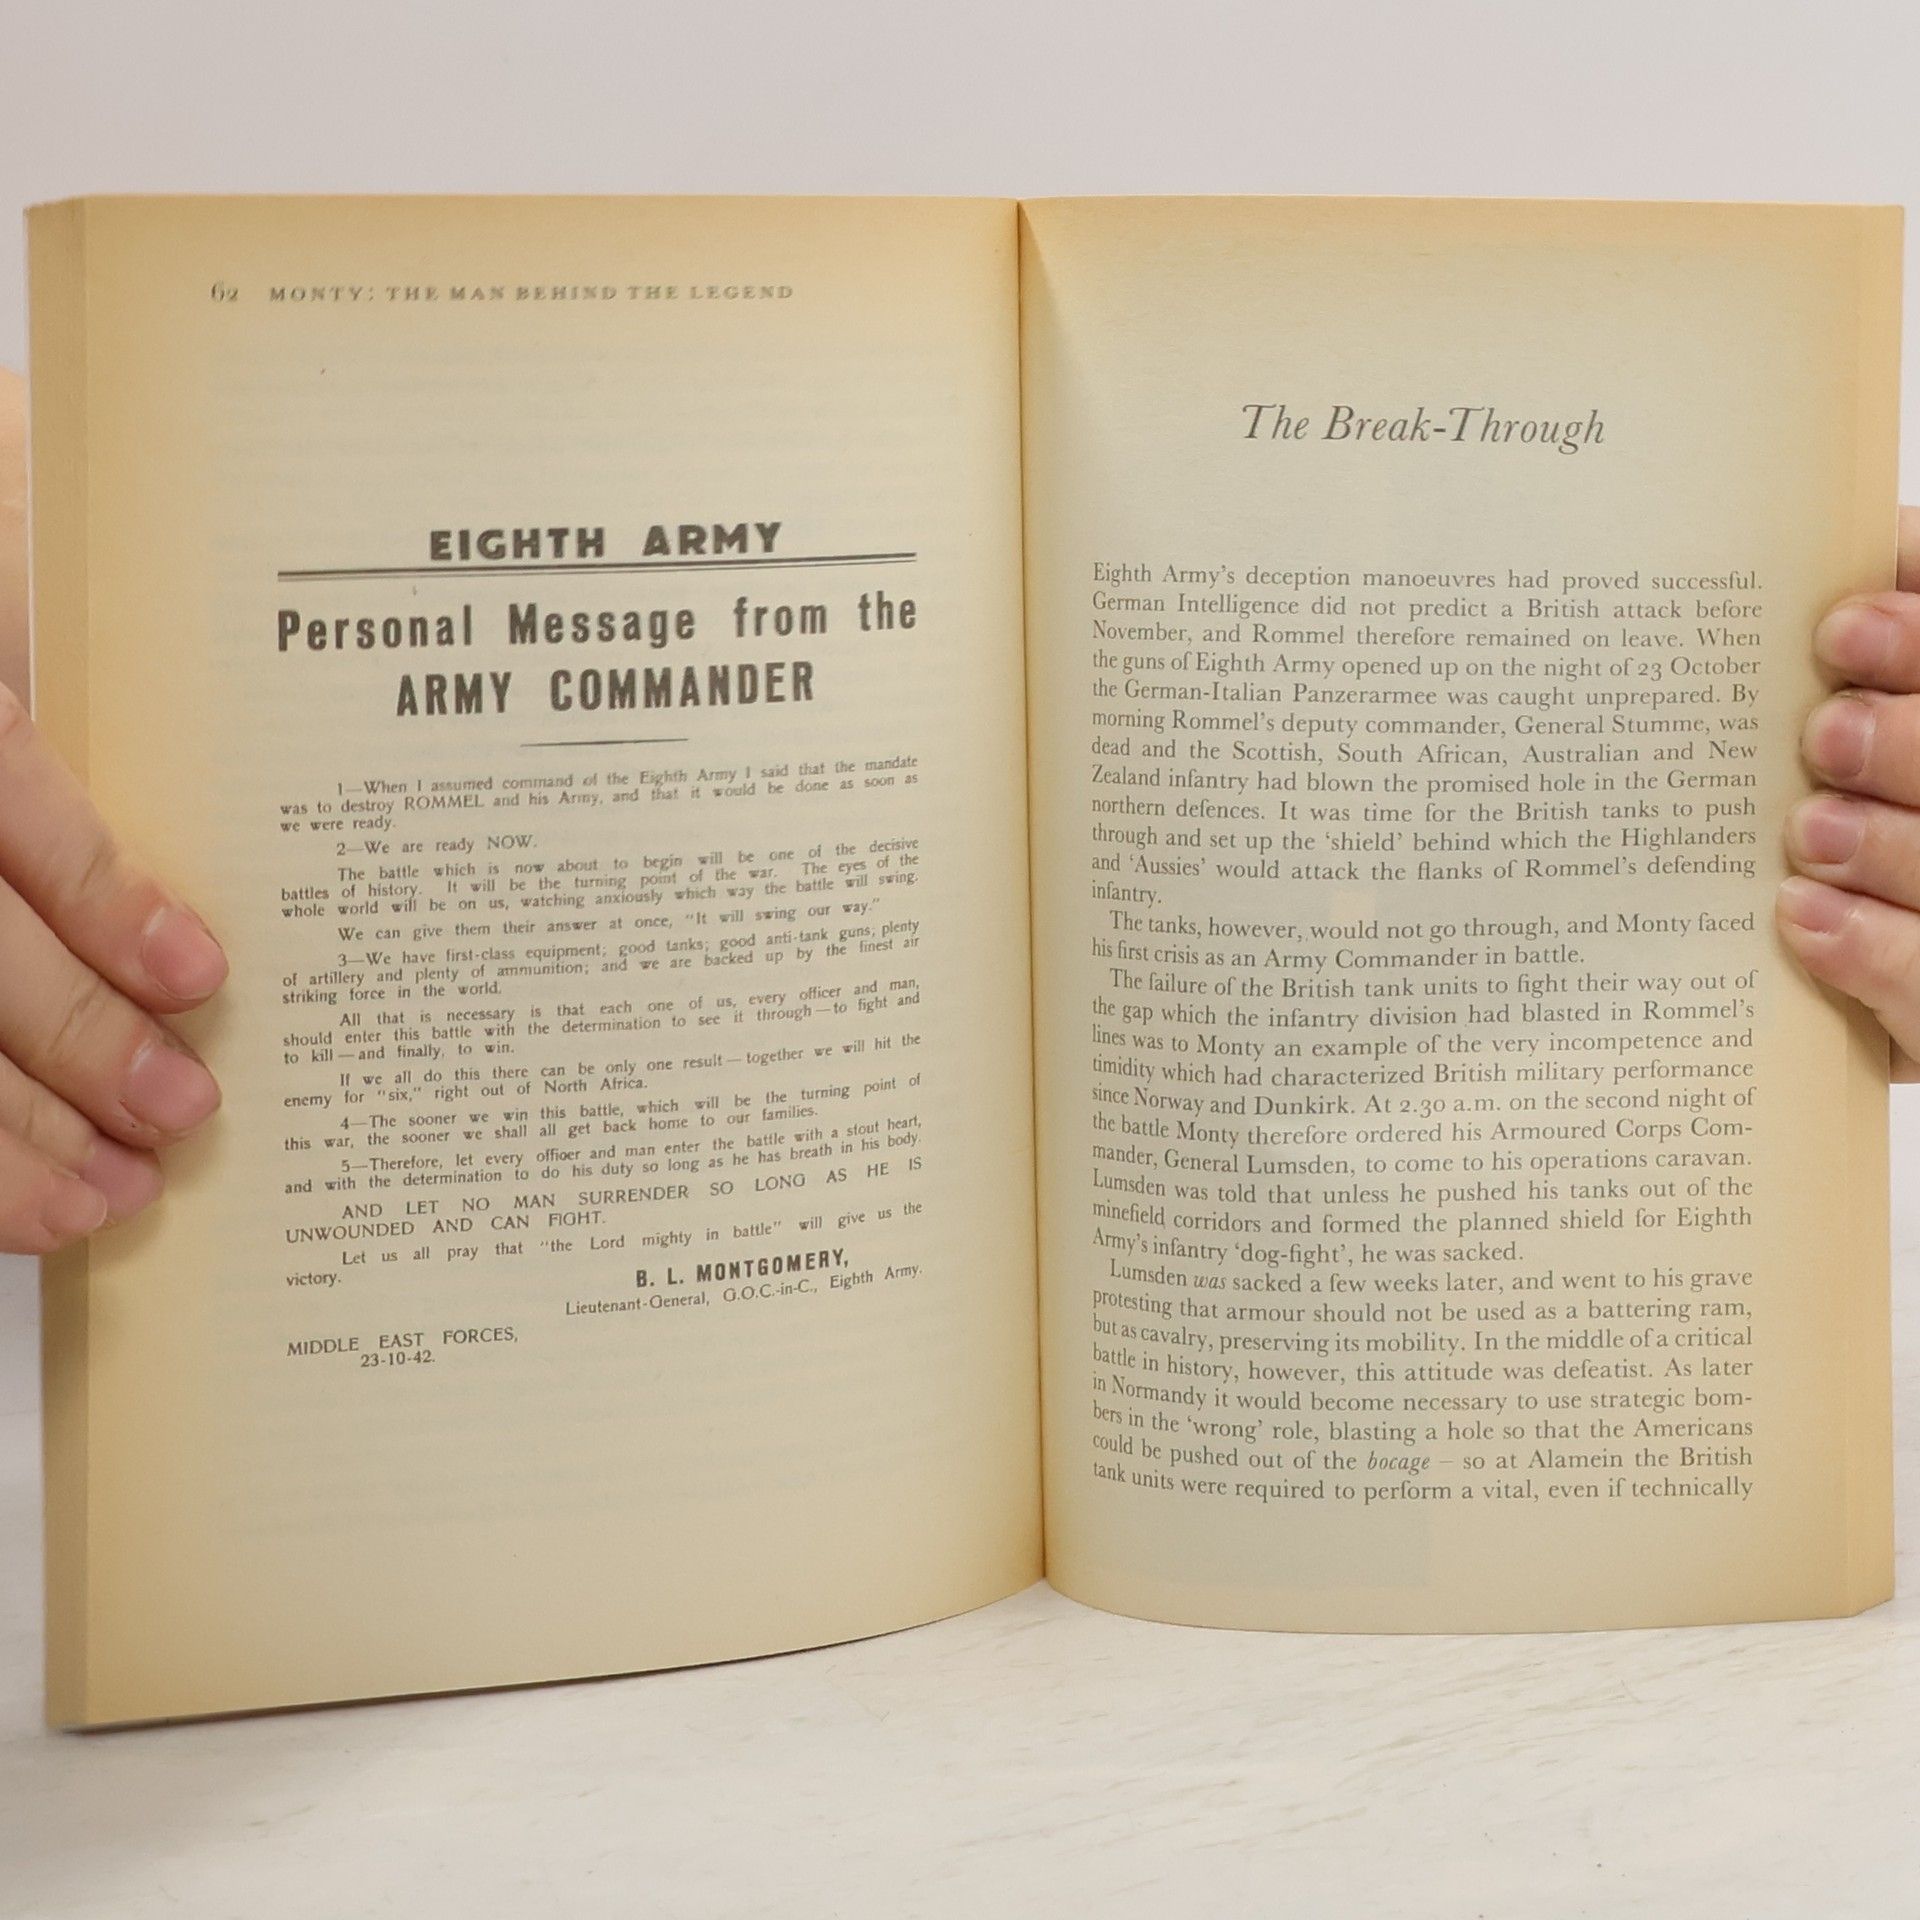 62 MONTY: THE MAN BEHIND THE LEGEND
EIGHTH ARMY
Personal Message from the
ARMY COMMANDER
1—When I assumed command of the Eighth Army I said that the mandate
was to destroy ROMMEL and his Army, and that it would be done as soon as
we were ready.
2—We are ready NOW.
The battle which is now about to begin will be one of the decisive
battles of history. It will be the turning point of the war. The eyes of the
whole world will be on us, watching anxiously which way the battle will swing.
We can give them their answer at once, "It will swing our way."
3—We have first-class equipment; good tanks; good anti-tank guns; plenty
of artillery and plenty of ammunition; and we are backed up by the finest air
striking force in the world.
All that is necessary is that each one of us, every officer and man,
should enter this battle with the determination to see it through—to fight and
to kill—and finally, to win.
If we all do this there can be only one result—together we will hit the
enemy for "six," right out of North Africa.
4—The sooner we win this battle, which will be the turning point of
this war, the sooner we shall all get back home to our families.
5—Therefore, let every officer and man enter the battle with a stout heart,
and with the determination to do his duty so long as he has breath in his body.
AND LET NO MAN SURRENDER SO LONG AS HE IS
UNWOUNDED AND CAN FIGHT.
Let us all pray that "the Lord mighty in battle" will give us the
victory.
B. L. MONTGOMERY,
Lieutenant-General, G.O.C.-in-C., Eighth Army.
MIDDLE EAST FORCES,
23-10-42.
The Break-Through
Eighth Army's deception manoeuvres had proved successful.
German Intelligence did not predict a British attack before
November, and Rommel therefore remained on leave. When
the guns of Eighth Army opened up on the night of 23 October
the German-Italian Panzerarmee was caught unprepared. By
morning Rommel's deputy commander, General Stumme, was
dead and the Scottish, South African, Australian and New
Zealand infantry had blown the promised hole in the German
northern defences. It was time for the British tanks to push
through and set up the 'shield' behind which the Highlanders
and 'Aussies' would attack the flanks of Rommel's defending
infantry.
The tanks, however, would not go through, and Monty faced
his first crisis as an Army Commander in battle.
The failure of the British tank units to fight their way out of
the gap which the infantry division had blasted in Rommel's
lines was to Monty an example of the very incompetence and
timidity which had characterized British military performance
since Norway and Dunkirk. At 2.30 a.m. on the second night of
the battle Monty therefore ordered his Armoured Corps Com-
mander, General Lumsden, to come to his operations caravan.
Lumsden was told that unless he pushed his tanks out of the
minefield corridors and formed the planned shield for Eighth
Army's infantry 'dog-fight', he was sacked.
Lumsden was sacked a few weeks later, and went to his grave
protesting that armour should not be used as a battering ram,
but as cavalry, preserving its mobility. In the middle of a critical
battle in history, however, this attitude was defeatist. As later
in Normandy it would become necessary to use strategic bom-
bers in the 'wrong' role, blasting a hole so that the Americans
could be pushed out of the bocage – so at Alamein the British
tank units were required to perform a vital, even if technically